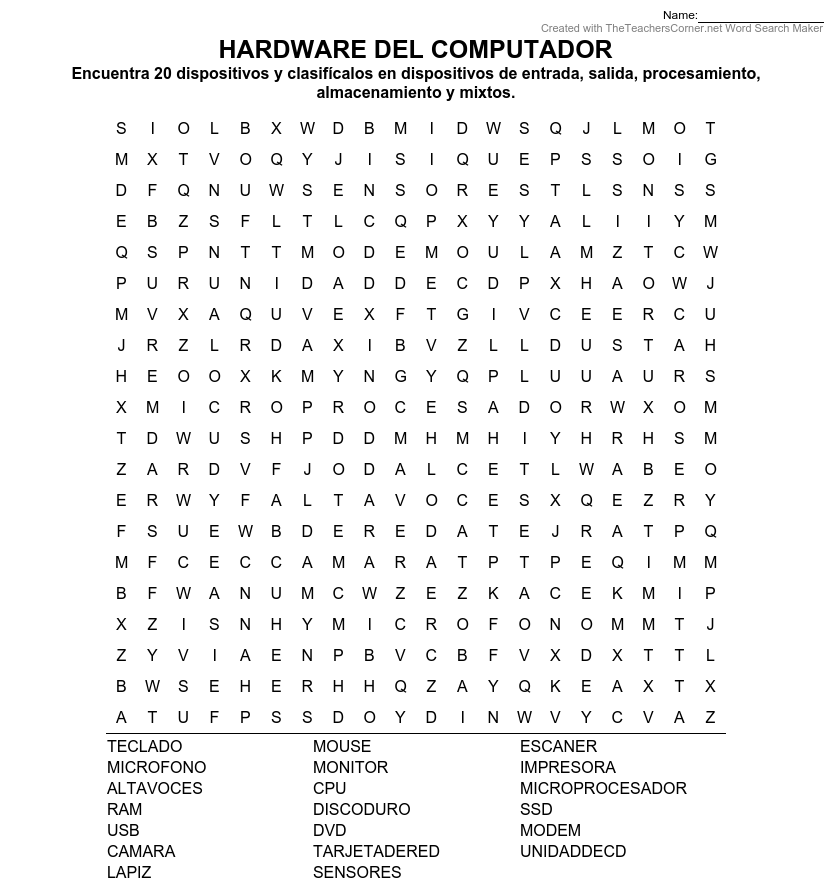 Name:
Created with TheTeachersCorner.net Word Search Maker
HARDWARE DEL COMPUTADOR
Encuentra 20 dispositivos y clasifícalos en dispositivos de entrada, salida, procesamiento,
almacenamiento y mixtos.
S I O L B X W D B M I D W S Q J L M O T
M X T V O Q Y J I S I Q U E P S S O I G
D F Q N U W S E N S O R E S T L S N S S
E B Z S F L T L C Q P X Y Y A L I I Y M
Q S P N T T M O D E M O U L A M Z T C W
P U R U N I D A D D E C D P X H A O W J
M V X A Q U V E X F T G I V C E E R C U
J R Z L R D A X I B V Z L L D U S T A H
H E O O X K M Y N G Y Q P L U U A U R S
X M I C R O P R O C E S A D O R W X O M
T D W U S H P D D M H M H I Y H R H S M
Z A R D V F J O D A L C E T L W A B E O
E R W Y F A L T A V O C E S X Q E Z R Y
F S U E W B D E R E D A T E J R A T P Q
M F C E C C A M A R A T P T P E Q I M M
B F W A N U M C W Z E Z K A C E K M I P
X Z I S N H Y M I C R O F O N O M M T J
Z Y V I A E N P B V C B F V X D X T T L
B W S E H E R H H Q Z A Y Q K E A X T X
A T U F P S S D O Y D I N W V Y C V A Z
TECLADO MOUSE ESCANER
MICROFONO MONITOR IMPRESORA
ALTAVOCES CPU MICROPROCESADOR
RAM DISCODURO SSD
USB DVD MODEM
CAMARA TARJETADERED UNIDADDECD
LAPIZ SENSORES